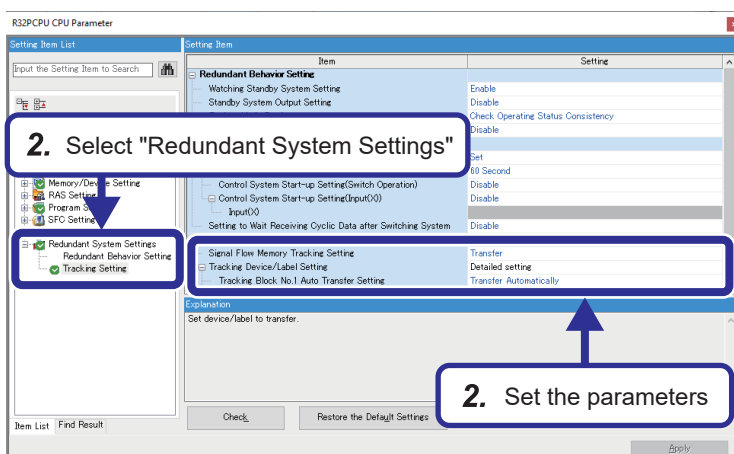 R32PCPU CPU Parameter
Setting Item List
Setting Item
Input the Setting Item to Search
Item Setting
Redundant Behavior Setting
Watching Standby System Setting Enable
Standby System Output Setting Disable
Check Operating Status Consistency
Disable
2. Select "Redundant System Settings"
Set
60 Second
Memory/Device Setting
Control System Start-up Setting(Switch Operation) Disable
RAS Setting
Control System Start-up Setting(Input(X)) Disable
Program
Input(X)
SFC Setting
Setting to Wait Receiving Cyclic Data after Switching System Disable
Redundant System Settings
Redundant Behavior Setting
Tracking Setting
Signal Flow Memory Tracking Setting Transfer
Tracking Device/Label Setting Detailed setting
Tracking Block No.1 Auto Transfer Setting Transfer Automatically
Explanation
Set device/label to transfer.
2. Set the parameters
Check
Restore the Default Settings
Item List Find Result
Apply